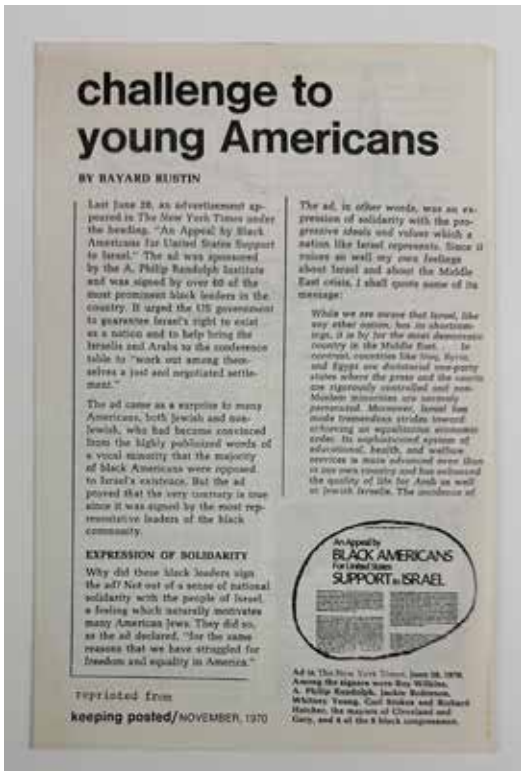 challenge to
young Americans
BY BAYARD RUSTIN
Last June 28, an advertisement ap-
peared in The New York Times under
the heading, "An Appeal by Black
Americans for United States Support
to Israel." The ad was sponsored
by the A. Philip Randolph Institute
and was signed by over 60 of the
most prominent black leaders in the
country. It urged the US government
to guarantee Israel's right to exist
as a nation and to help bring the
Israelis and Arabs to the conference
table to "work out among them-
selves a just and negotiated settle-
ment."
The ad came as a surprise to many
Americans, both Jewish and non-
Jewish, who had become convinced
from the highly publicized words of
a vocal minority that the majority
of black Americans were opposed
to Israel's existence. But the ad
proved that the very contrary is true
since it was signed by the most rep-
resentative leaders of the black
community.
EXPRESSION OF SOLIDARITY
Why did these black leaders sign
the ad? Not out of a sense of national
solidarity with the people of Israel,
a feeling which naturally motivates
many American Jews. They did so,
as the ad declared, "for the same
reasons that we have struggled for
freedom and equality in America."
reprinted from
keeping posted/NOVEMBER, 1970
The ad, in other words, was an ex-
pression of solidarity with the pro-
gressive ideals and values which a
nation like Israel represents. Since it
voices so well my own feelings
about Israel and about the Middle
East crisis, I shall quote some of its
message:
While we are aware that Israel, like
any other nation, has its shortcom-
ings, it is by far the most democratic
country in the Middle East. . . . In
contrast, countries like Iraq, Syria,
and Egypt are dictatorial one-party
states where the press and the courts
are rigorously controlled and non-
Moslem minorities are severely
persecuted. Moreover, Israel has
made tremendous strides toward
achieving an equalitarian economic
order. Its sophisticated system of
educational, health, and welfare
services is more advanced even than
in our own country and has enhanced
the quality of life for Arab as well
as Jewish Israelis. The incidence of
An Appeal by
BLACK AMERICANS
For United States
SUPPORT to ISRAEL
Ad in The New York Times, June 28, 1970.
Among the signers were Roy Wilkins,
A. Philip Randolph, Jackie Robinson,
Whitney Young, Carl Stokes and Richard
Hatcher, the mayors of Cleveland and
Gary, and 8 of the 9 black congressmen.